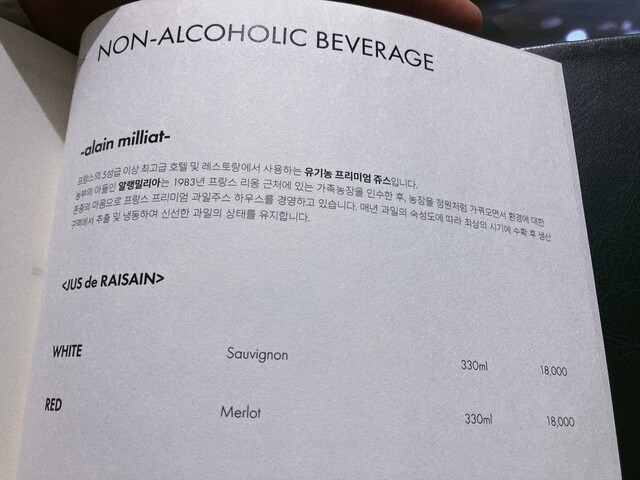 NON-ALCOHOLIC BEVERAGE
-alain milliat-
프랑스의 5성급 이상 최고급 호텔 및 레스토랑에서 사용하는 유기농 프리미엄 쥬스입니다.
농부의 아들인 알랭밀리아는 1983년 프랑스 리옹 근처에 있는 가족농장을 인수한 후, 농장을 정원처럼 가꿔오면서 환경에 대한
존중의 마음으로 프랑스 프리미엄 과일주스 하우스를 경영하고 있습니다. 매년 과일의 숙성도에 따라 최상의 시기에 수확 후 생산
구역에서 추출 및 냉동하여 신선한 과일의 상태를 유지합니다.
<JUS de RAISAIN>
WHITE Sauvignon 330ml 18,000
RED Merlot 330ml 18,000